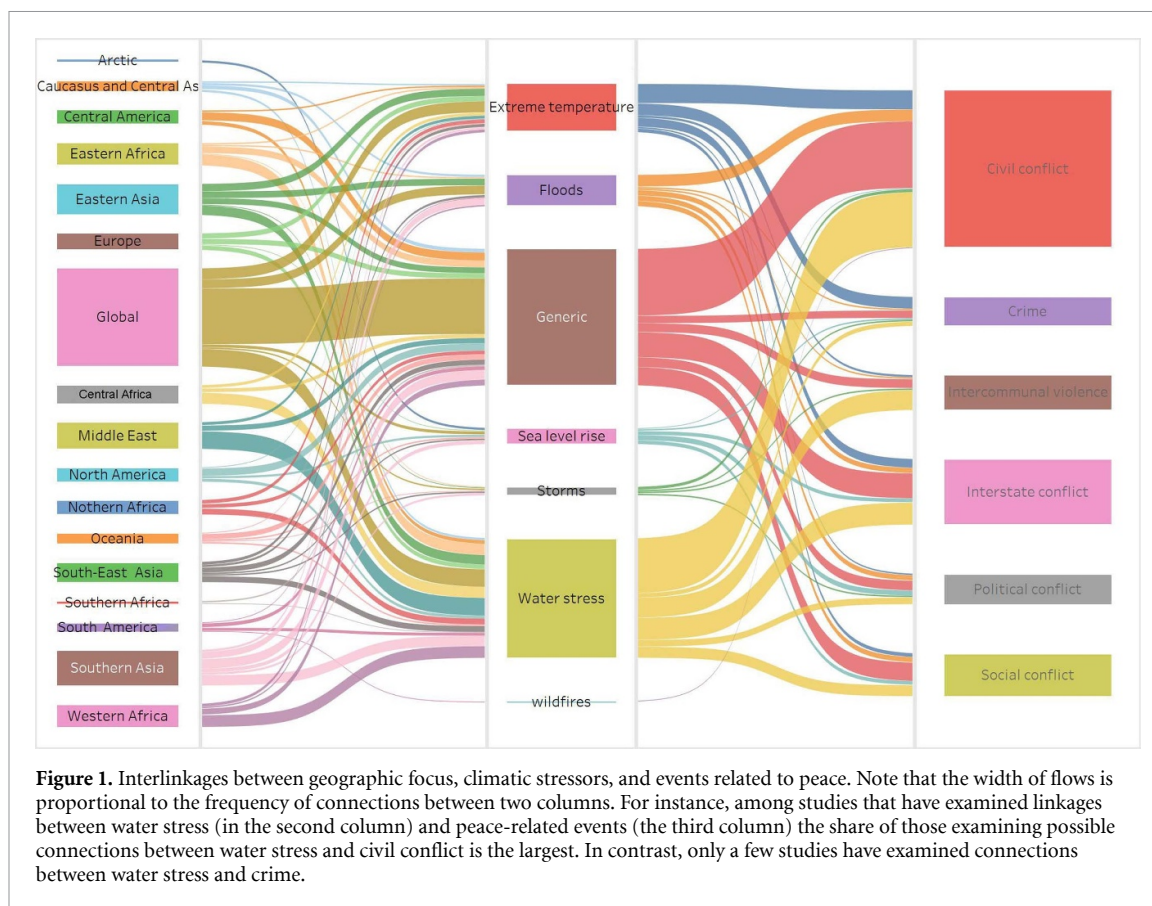 Arctic
Caucasus and Central As
Central America
Eastern Africa
Eastern Asia
Europe
Global
Central Africa
Middle East
North America
Nothern Africa
Oceania
South-East Asia
Southern Africa
South America
Southern Asia
Western Africa
Extreme temperature
Floods
Generic
Sea level rise
Storms
Water stress
wildfires
Civil conflict
Crime
Intercommunal violence
Interstate conflict
Political conflict
Social conflict
Figure 1. Interlinkages between geographic focus, climatic stressors, and events related to peace. Note that the width of flows is
proportional to the frequency of connections between two columns. For instance, among studies that have examined linkages
between water stress (in the second column) and peace-related events (the third column) the share of those examining possible
connections between water stress and civil conflict is the largest. In contrast, only a few studies have examined connections
between water stress and crime.